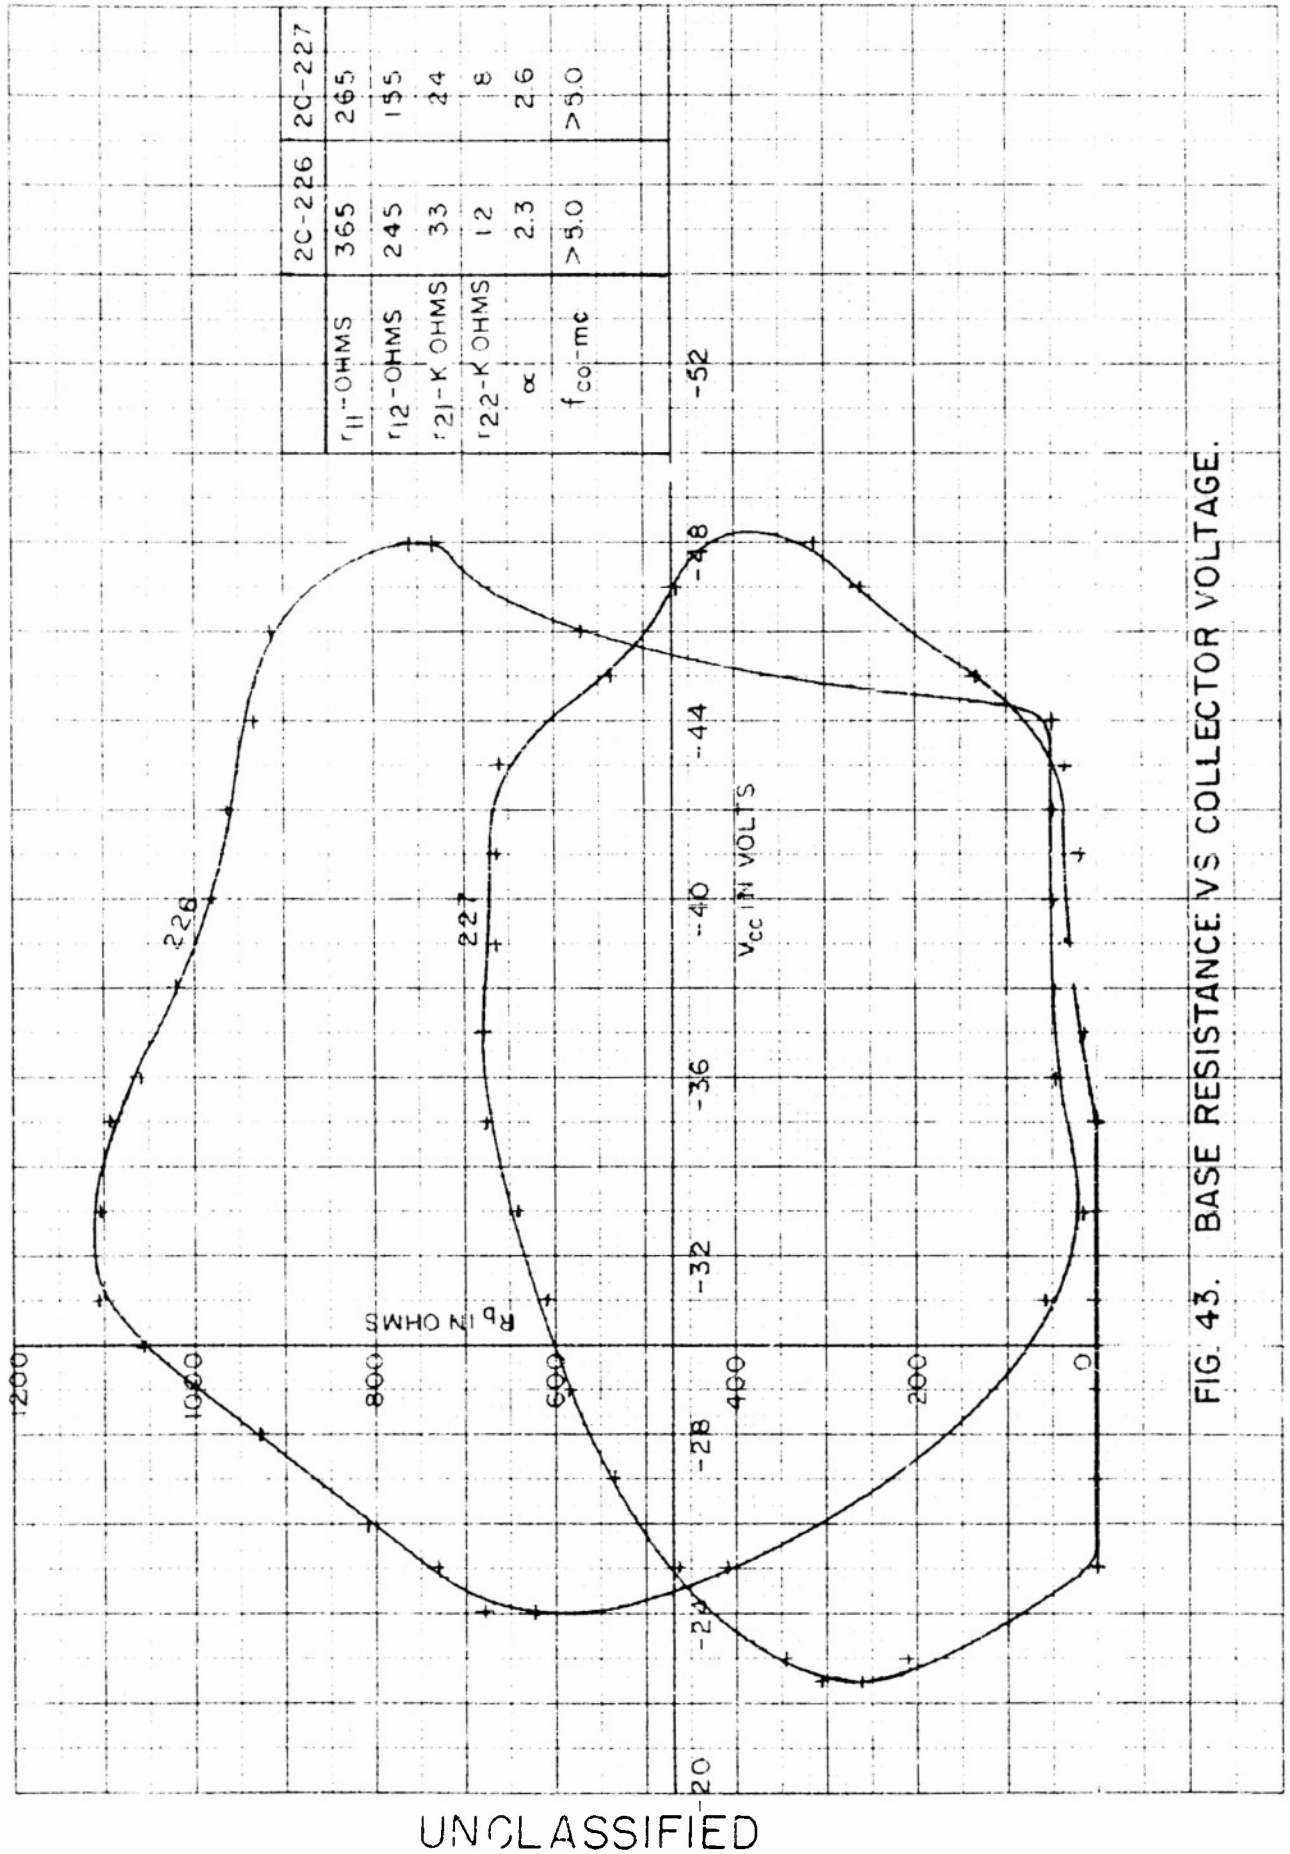 2C-226 2C-227
r11-OHMS 365 265
r12-OHMS 245 155
r21-K OHMS 33 24
r22-K OHMS 12 8
∝ 2.3 2.6
fco-mc >5.0 >5.0
226
227
1200
1000
800
600
400
200
0
Rb IN OHMS
-20
-24
-28
-32
-36
-40
-44
-48
-52
Vcc IN VOLTS
FIG. 43. BASE RESISTANCE VS COLLECTOR VOLTAGE.
UNCLASSIFIED